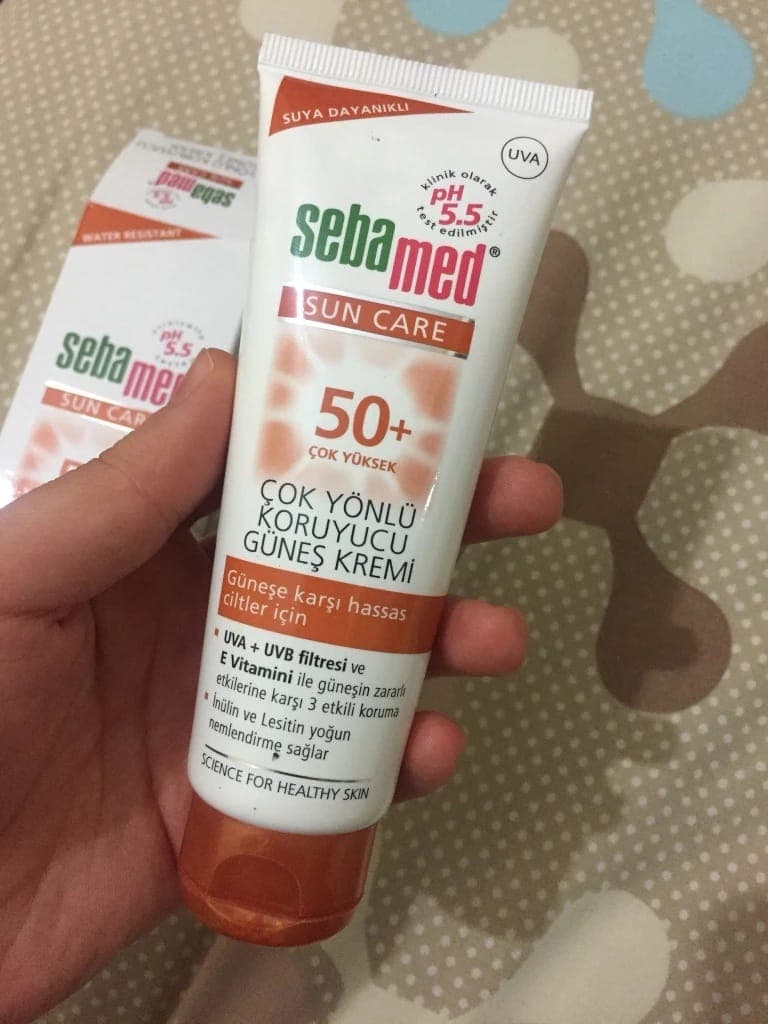 SUYA DAYANIKLI
UVA
klinik olarak
pH
5.5
test edilmiştir
sebamed®
SUN CARE
50+
ÇOK YÜKSEK
ÇOK YÖNLÜ
KORUYUCU
GÜNEŞ KREMİ
Güneşe karşı hassas
ciltler için
UVA + UVB filtresi ve
E Vitamini ile güneşin zararlı
etkilerine karşı 3 etkili koruma
İnülin ve Lesitin yoğun
nemlendirme sağlar
SCIENCE FOR HEALTHY SKIN
sebamed
5.5
WATER RESISTANT
pH
5.5
sebamed
SUN CAR